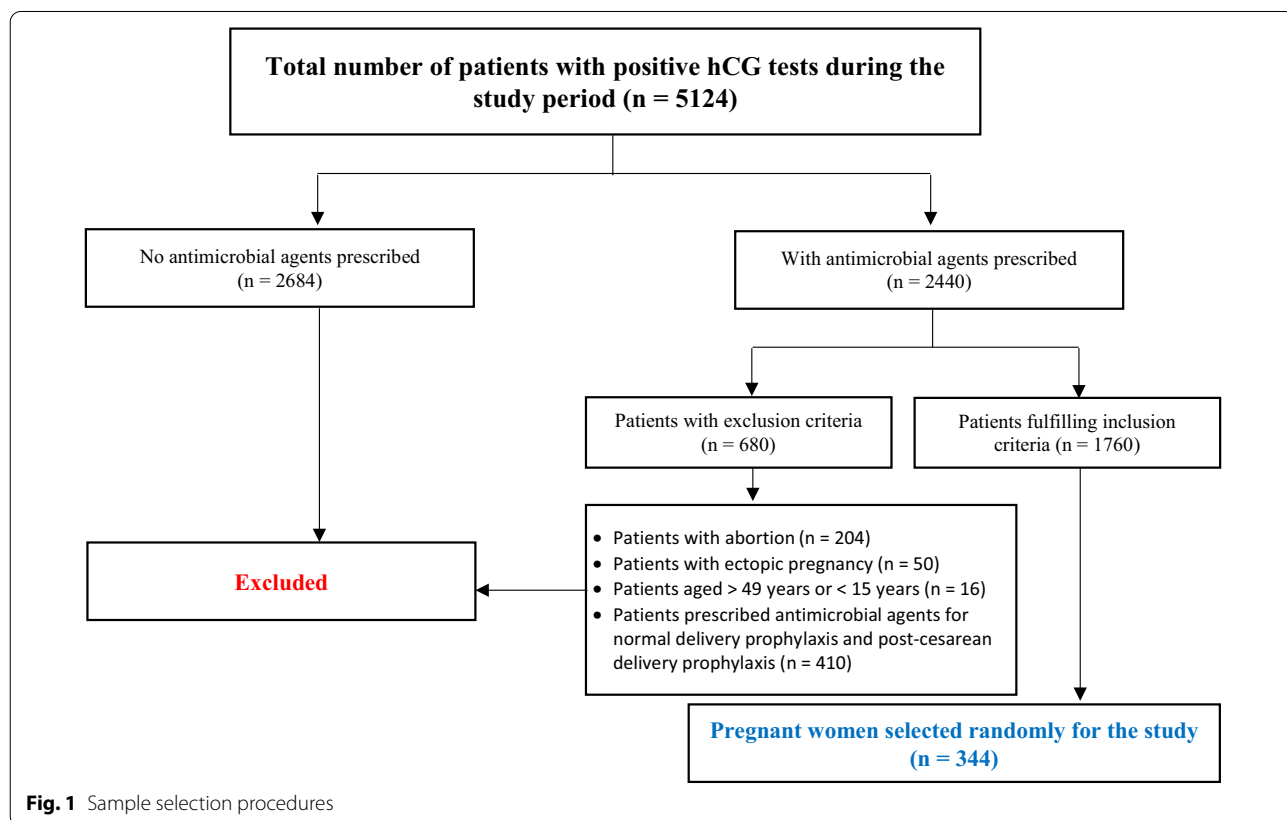 Total number of patients with positive hCG tests during the
study period (n = 5124)
No antimicrobial agents prescribed
(n = 2684)
With antimicrobial agents prescribed
(n = 2440)
Patients with exclusion criteria
(n = 680)
Patients fulfilling inclusion
criteria (n = 1760)
Excluded
• Patients with abortion (n = 204)
• Patients with ectopic pregnancy (n = 50)
• Patients aged > 49 years or < 15 years (n = 16)
• Patients prescribed antimicrobial agents for
normal delivery prophylaxis and post-cesarean
delivery prophylaxis (n = 410)
Pregnant women selected randomly for the study
(n = 344)
Fig. 1 Sample selection procedures